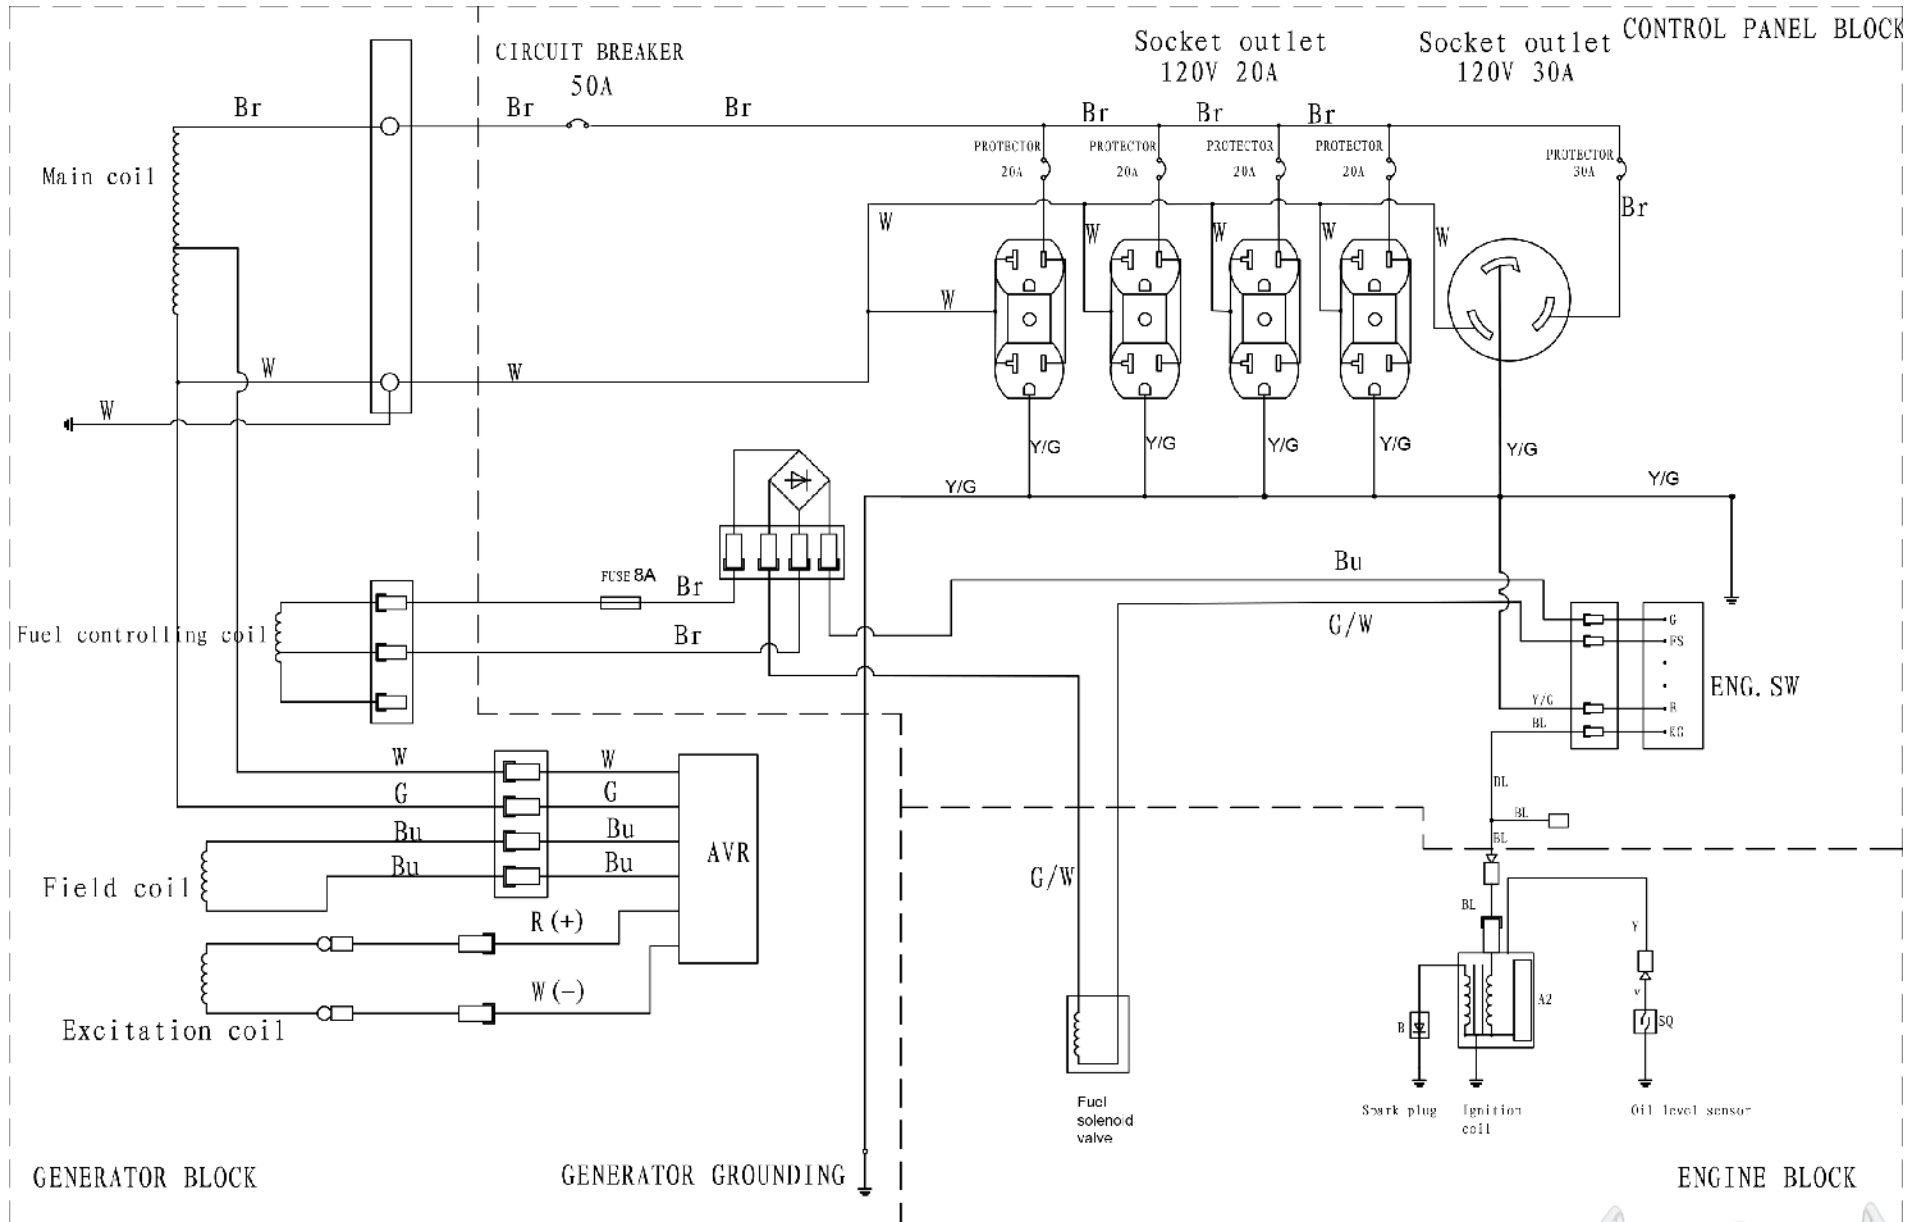 CONTROL PANEL BLOCK
CIRCUIT BREAKER
50A
Socket outlet
120V 20A
Socket outlet
120V 30A
Br
Br
Br
Br
Br
Br
PROTECTOR
20A
PROTECTOR
20A
PROTECTOR
20A
PROTECTOR
20A
PROTECTOR
30A
Main coil
Br
W
W
W
W
W
W
W
W
W
Y/G
Y/G
Y/G
Y/G
Y/G
Y/G
Y/G
FUSE 8A
Br
Br
Bu
G/W
Fuel controlling coil
G
FS
R
KG
ENG. SW
Y/G
BL
BL
BL
BL
W
W
G
G
Bu
Bu
Bu
Bu
AVR
Field coil
R (+)
W (-)
Excitation coil
G/W
BL
Y
A2
B
SQ
Fuel
solenoid
valve
Spark plug
Ignition
coil
Oil level sensor
GENERATOR BLOCK
GENERATOR GROUNDING
ENGINE BLOCK